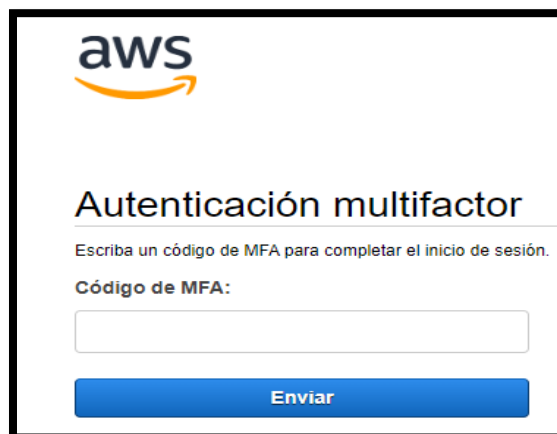 aws
Autenticación multifactor
Escriba un código de MFA para completar el inicio de sesión.
Código de MFA:
Enviar